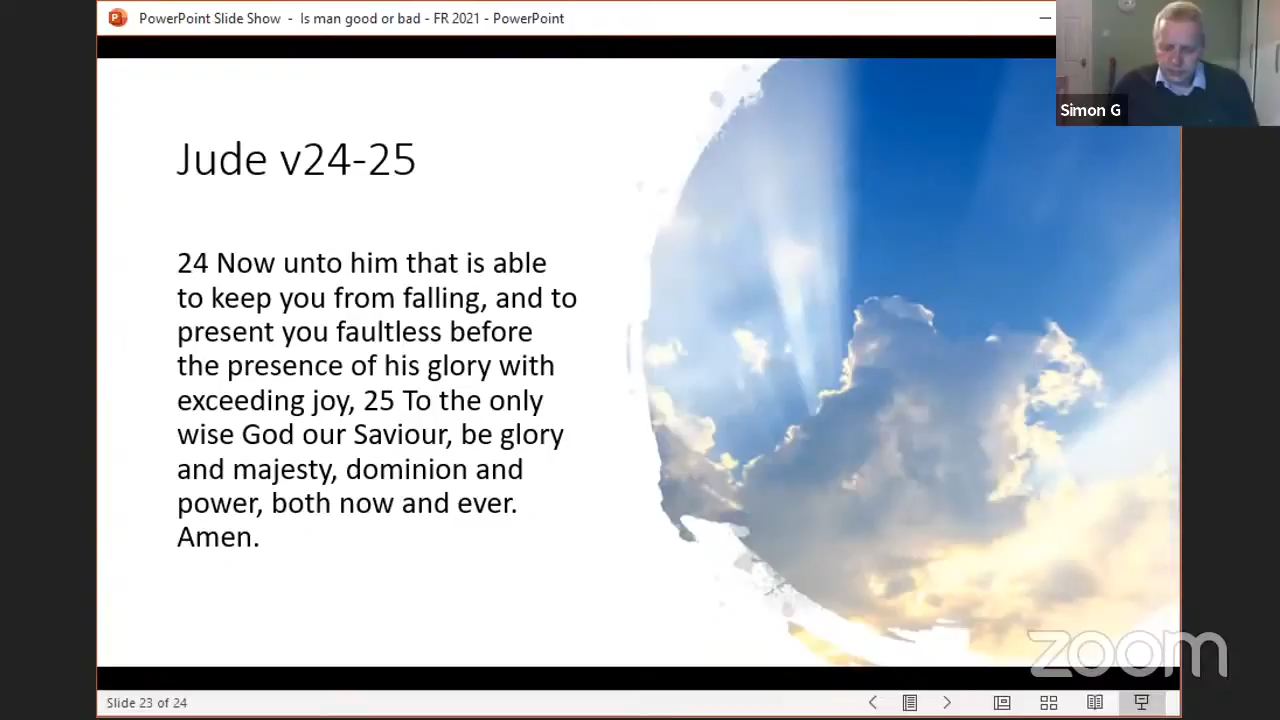 PowerPoint Slide Show - Is man good or bad - FR 2021 - PowerPoint
Simon G
Jude v24-25
24 Now unto him that is able
to keep you from falling, and to
present you faultless before
the presence of his glory with
exceeding joy, 25 To the only
wise God our Saviour, be glory
and majesty, dominion and
power, both now and ever.
Amen.
zoom
Slide 23 of 24